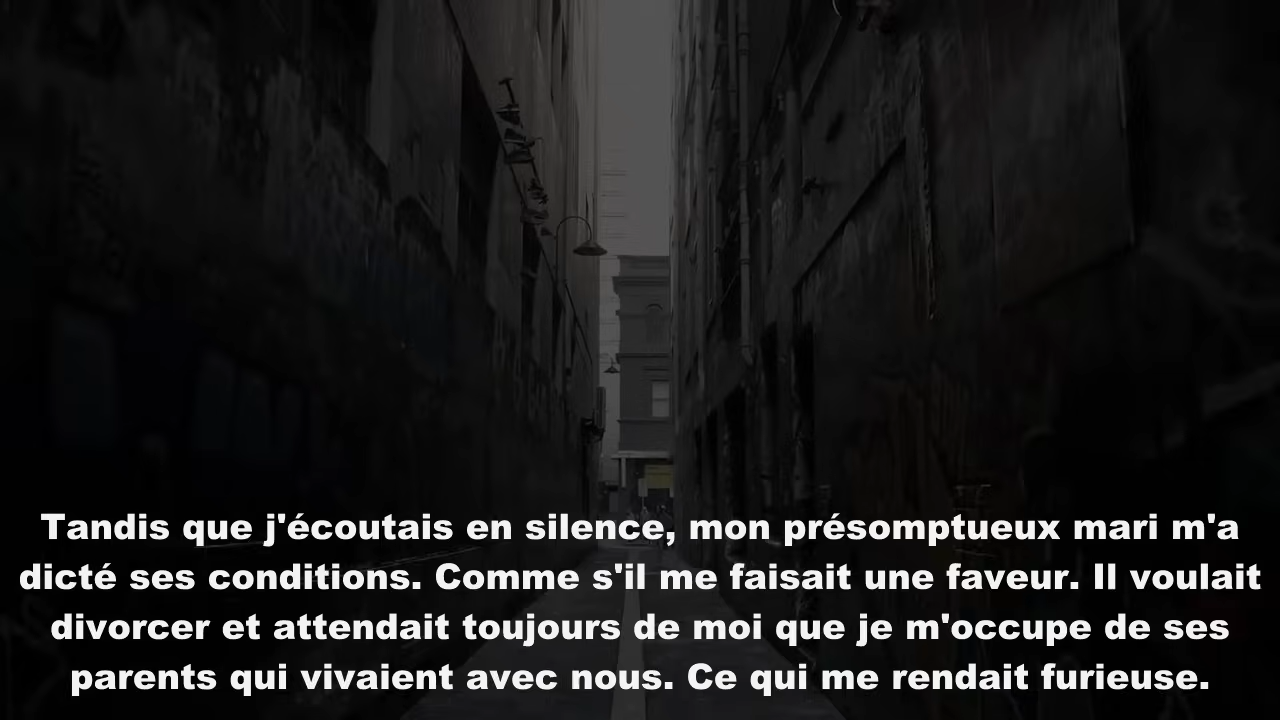 Tandis que j'écoutais en silence, mon présomptueux mari m'a
dicté ses conditions. Comme s'il me faisait une faveur. Il voulait
divorcer et attendait toujours de moi que je m'occupe de ses
parents qui vivaient avec nous. Ce qui me rendait furieuse.